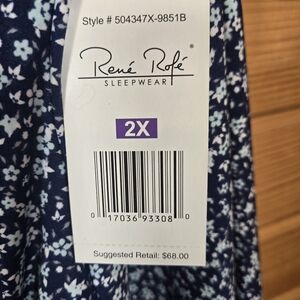 Style # 504347X-9851B
René Rofé
SLEEPWEAR
2X
0 17036 93308 0
Suggested Retail: $68.00